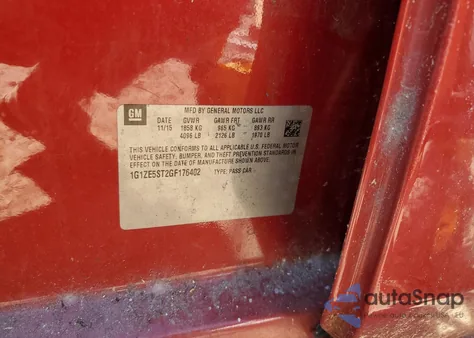 GM
MFD BY GENERAL MOTORS LLC
DATE GVWR GAWR FRT GAWR RR
11/15 1858 KG 965 KG 893 KG
4096 LB 2126 LB 1970 LB
THIS VEHICLE CONFORMS TO ALL APPLICABLE U.S. FEDERAL MOTOR
VEHICLE SAFETY, BUMPER, AND THEFT PREVENTION STANDARDS IN
EFFECT ON THE DATE OF MANUFACTURE SHOWN ABOVE.
1G1ZE5ST2GF176402 TYPE: PASS CAR
autoSnap